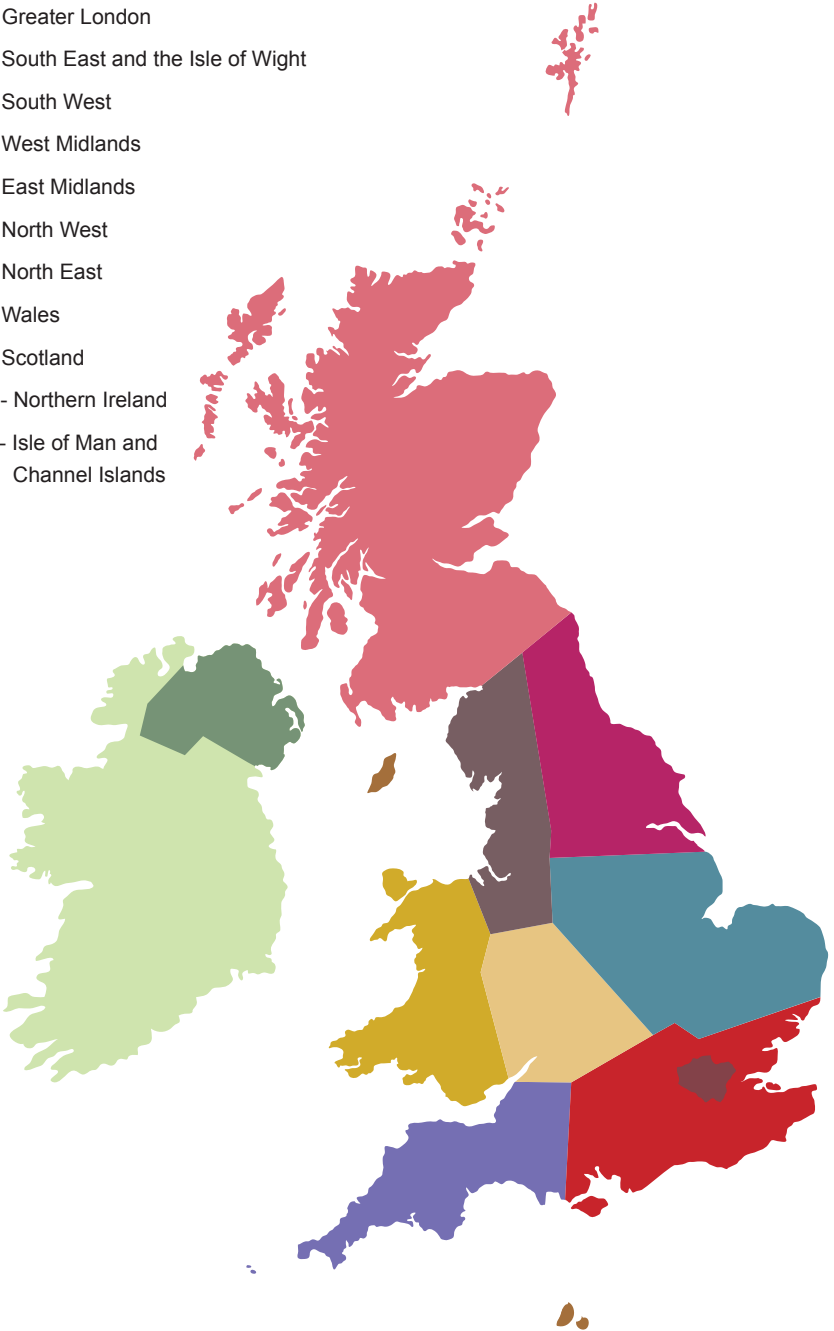 Greater London
South East and the Isle of Wight
South West
West Midlands
East Midlands
North West
North East
Wales
Scotland
- Northern Ireland
- Isle of Man and
Channel Islands